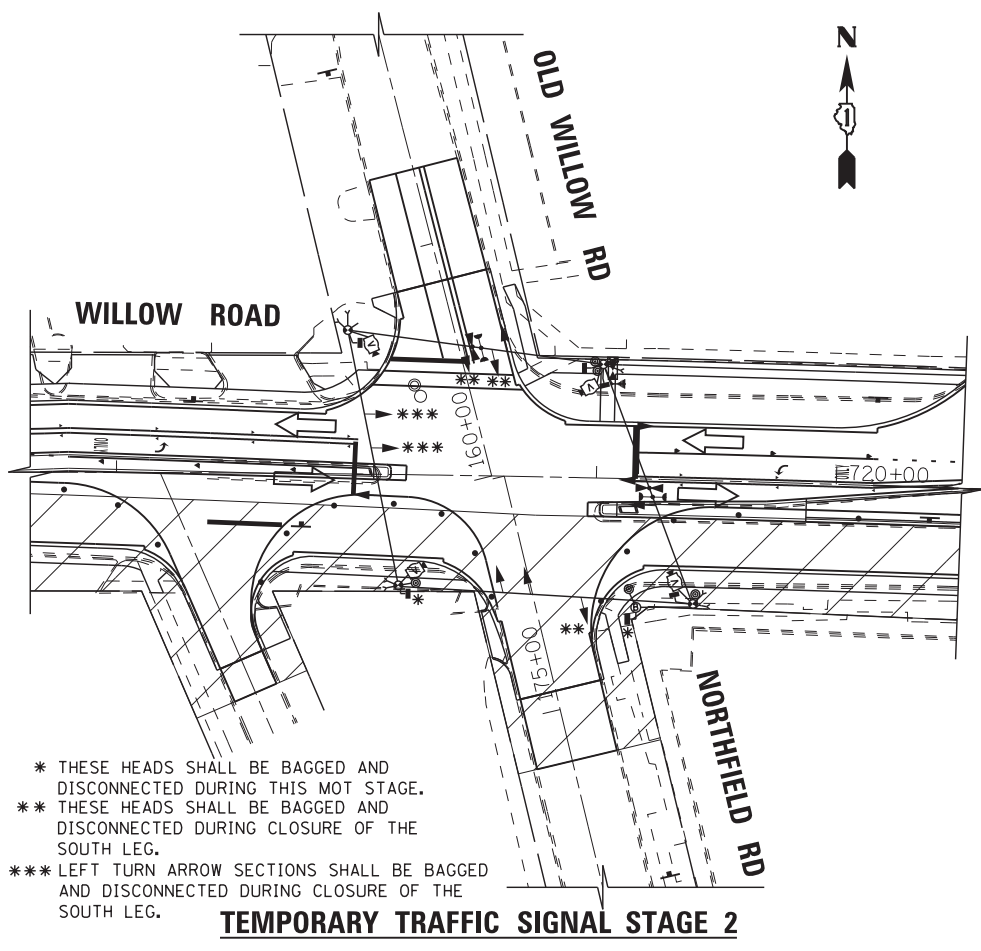 N
1
OLD WILLOW RD
WILLOW ROAD
** **
***
***
160+00
ONLY
720+00
*
**
*
175+00
NORTHFIELD RD
* THESE HEADS SHALL BE BAGGED AND
DISCONNECTED DURING THIS MOT STAGE.
** THESE HEADS SHALL BE BAGGED AND
DISCONNECTED DURING CLOSURE OF THE
SOUTH LEG.
*** LEFT TURN ARROW SECTIONS SHALL BE BAGGED
AND DISCONNECTED DURING CLOSURE OF THE
SOUTH LEG.
TEMPORARY TRAFFIC SIGNAL STAGE 2